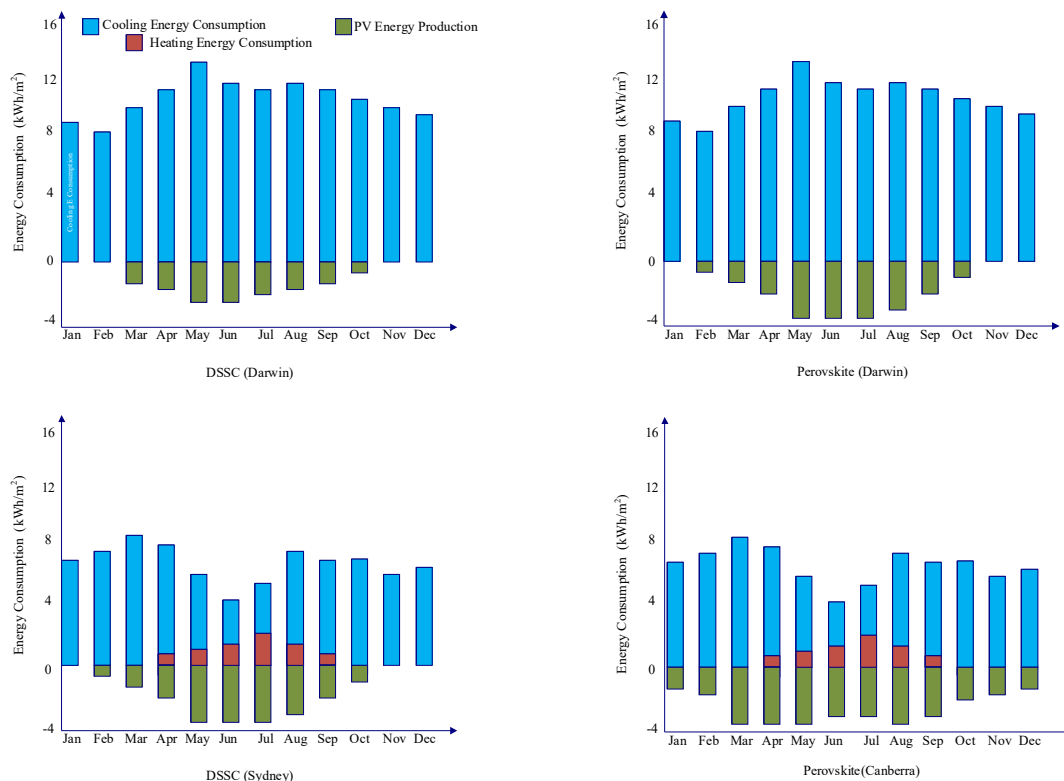 Cooling Energy Consumption
PV Energy Production
Heating Energy Consumption
Energy Consumption (kWh/m²)
16
12
8
4
0
-4
Cooling E Consumption
Jan Feb Mar Apr May Jun Jul Aug Sep Oct Nov Dec
DSSC (Darwin)
Energy Consumption (kWh/m²)
16
12
8
4
0
-4
Jan Feb Mar Apr May Jun Jul Aug Sep Oct Nov Dec
Perovskite (Darwin)
Energy Consumption (kWh/m²)
16
12
8
4
0
-4
Jan Feb Mar Apr May Jun Jul Aug Sep Oct Nov Dec
DSSC (Sydney)
Energy Consumption (kWh/m²)
16
12
8
4
0
-4
Jan Feb Mar Apr May Jun Jul Aug Sep Oct Nov Dec
Perovskite(Canberra)